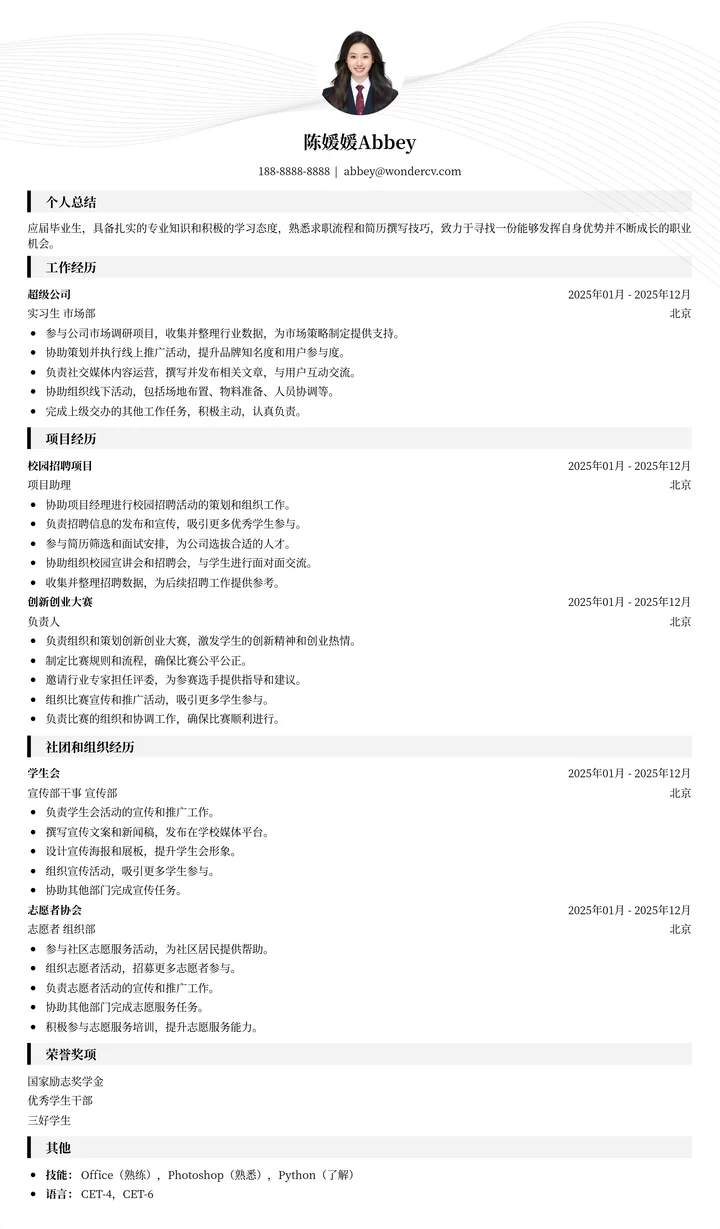 陈媛媛Abbey
188-8888-8888 | abbey@wondercv.com
个人总结
应届毕业生，具备扎实的专业知识和积极的学习态度，熟悉求职流程和简历撰写技巧，致力于寻找一份能够发挥自身优势并不断成长的职业
机会。
工作经历
超级公司 2025年01月 - 2025年12月
实习生 市场部 北京
• 参与公司市场调研项目，收集并整理行业数据，为市场策略制定提供支持。
• 协助策划并执行线上推广活动，提升品牌知名度和用户参与度。
• 负责社交媒体内容运营，撰写并发布相关文章，与用户互动交流。
• 协助组织线下活动，包括场地布置、物料准备、人员协调等。
• 完成上级交办的其他工作任务，积极主动，认真负责。
项目经历
校园招聘项目 2025年01月 - 2025年12月
项目助理 北京
• 协助项目经理进行校园招聘活动的策划和组织工作。
• 负责招聘信息的发布和宣传，吸引更多优秀学生参与。
• 参与简历筛选和面试安排，为公司选拔合适的人才。
• 协助组织校园宣讲会和招聘会，与学生进行面对面交流。
• 收集并整理招聘数据，为后续招聘工作提供参考。
创新创业大赛 2025年01月 - 2025年12月
负责人 北京
• 负责组织和策划创新创业大赛，激发学生的创新精神和创业热情。
• 制定比赛规则和流程，确保比赛公平公正。
• 邀请行业专家担任评委，为参赛选手提供指导和建议。
• 组织比赛宣传和推广活动，吸引更多学生参与。
• 负责比赛的组织和协调工作，确保比赛顺利进行。
社团和组织经历
学生会 2025年01月 - 2025年12月
宣传部干事 宣传部 北京
• 负责学生会活动的宣传和推广工作。
• 撰写宣传文案和新闻稿，发布在学校媒体平台。
• 设计宣传海报和展板，提升学生会形象。
• 组织宣传活动，吸引更多学生参与。
• 协助其他部门完成宣传任务。
志愿者协会 2025年01月 - 2025年12月
志愿者 组织部 北京
• 参与社区志愿服务活动，为社区居民提供帮助。
• 组织志愿者活动，招募更多志愿者参与。
• 负责志愿者活动的宣传和推广工作。
• 协助其他部门完成志愿服务任务。
• 积极参与志愿服务培训，提升志愿服务能力。
荣誉奖项
国家励志奖学金
优秀学生干部
三好学生
其他
• 技能： Office（熟练）, Photoshop（熟悉）, Python（了解）
• 语言： CET-4，CET-6